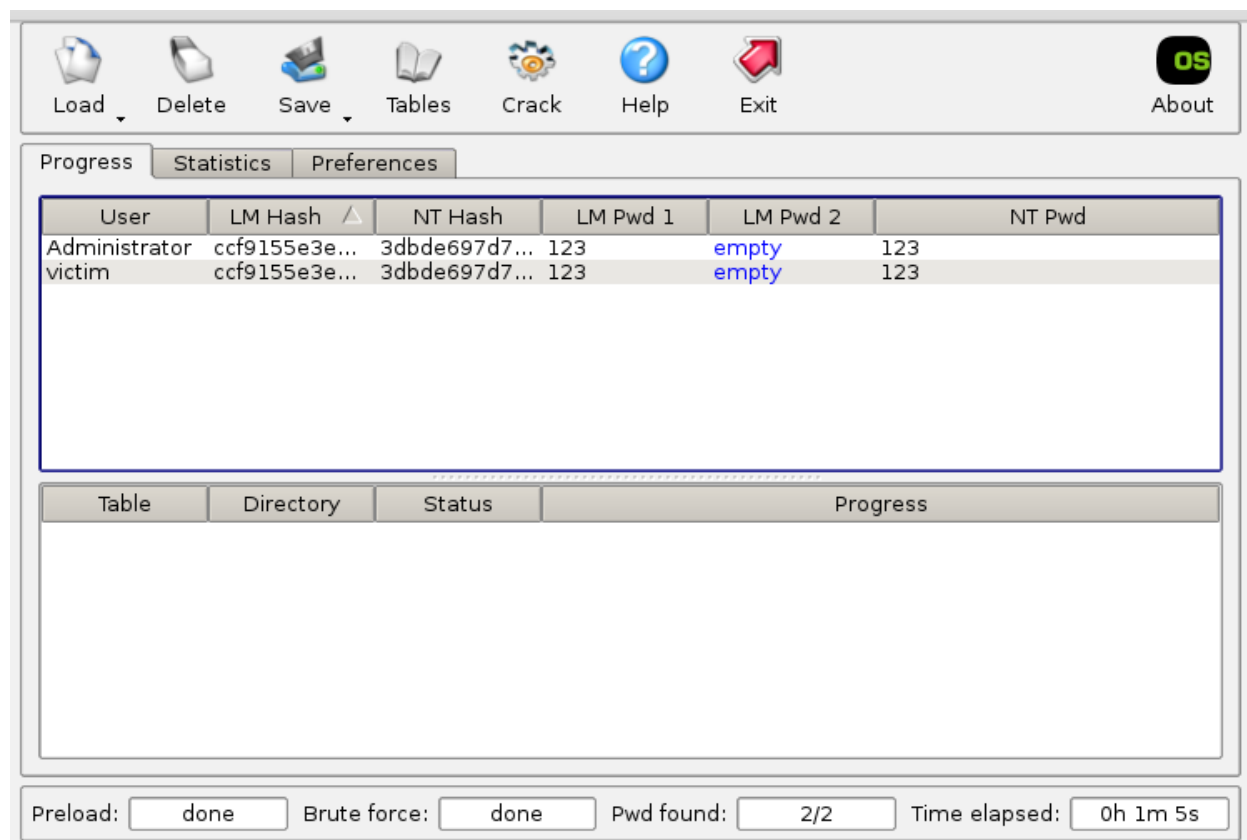 Load Delete Save Tables Crack Help Exit OS About
Progress Statistics Preferences
User LM Hash NT Hash LM Pwd 1 LM Pwd 2 NT Pwd
Administrator ccf9155e3e... 3dbde697d7... 123 empty 123
victim ccf9155e3e... 3dbde697d7... 123 empty 123
Table Directory Status Progress
Preload: done Brute force: done Pwd found: 2/2 Time elapsed: 0h 1m 5s